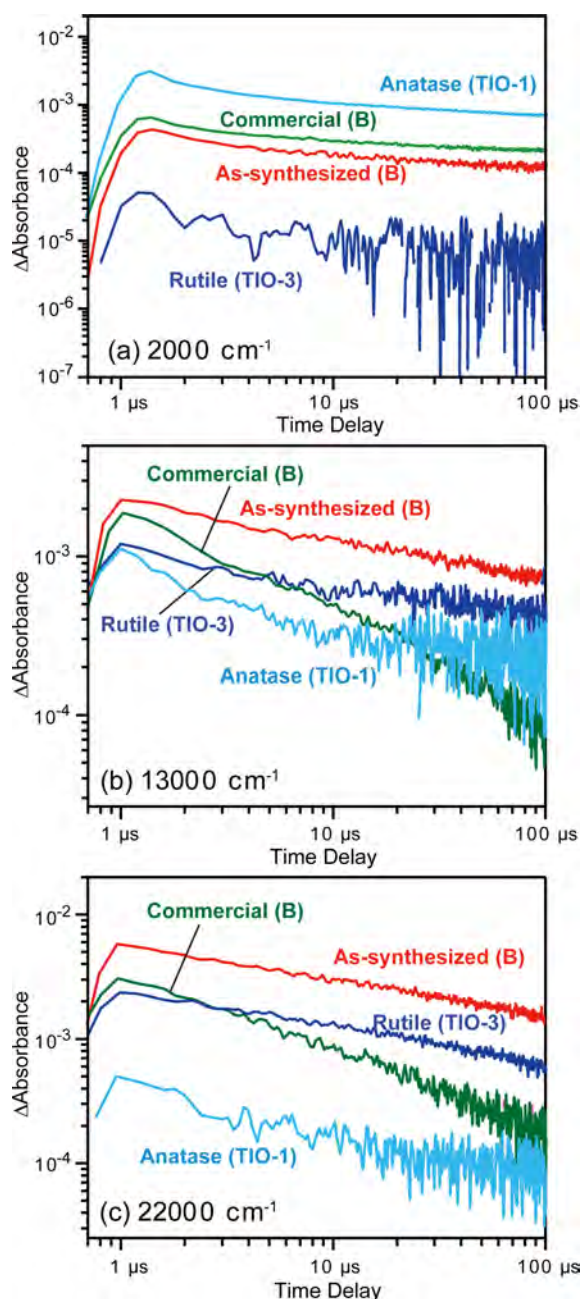 10-2
Anatase (TIO-1)
10-3
Commercial (B)
10-4
As-synthesized (B)
10-5
Rutile (TIO-3)
10-6
(a) 2000 cm-1
10-7
ΔAbsorbance
1 μs
10 μs
100 μs
Time Delay
Commercial (B)
As-synthesized (B)
10-3
Rutile (TIO-3)
Anatase (TIO-1)
10-4
(b) 13000 cm-1
ΔAbsorbance
1 μs
10 μs
100 μs
Time Delay
Commercial (B)
10-2
As-synthesized (B)
Rutile (TIO-3)
10-3
Anatase (TIO-1)
10-4
(c) 22000 cm-1
ΔAbsorbance
1 μs
10 μs
100 μs
Time Delay